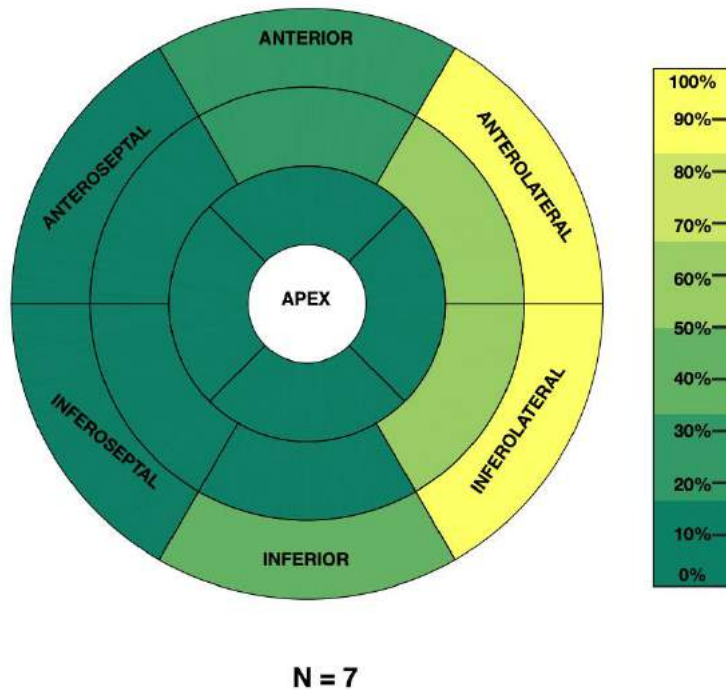 ANTERIOR
ANTEROSEPTAL
ANTEROLATERAL
APEX
INFEROSEPTAL
INFEROLATERAL
INFERIOR
100%
90%
80%
70%
60%
50%
40%
30%
20%
10%
0%
N = 7